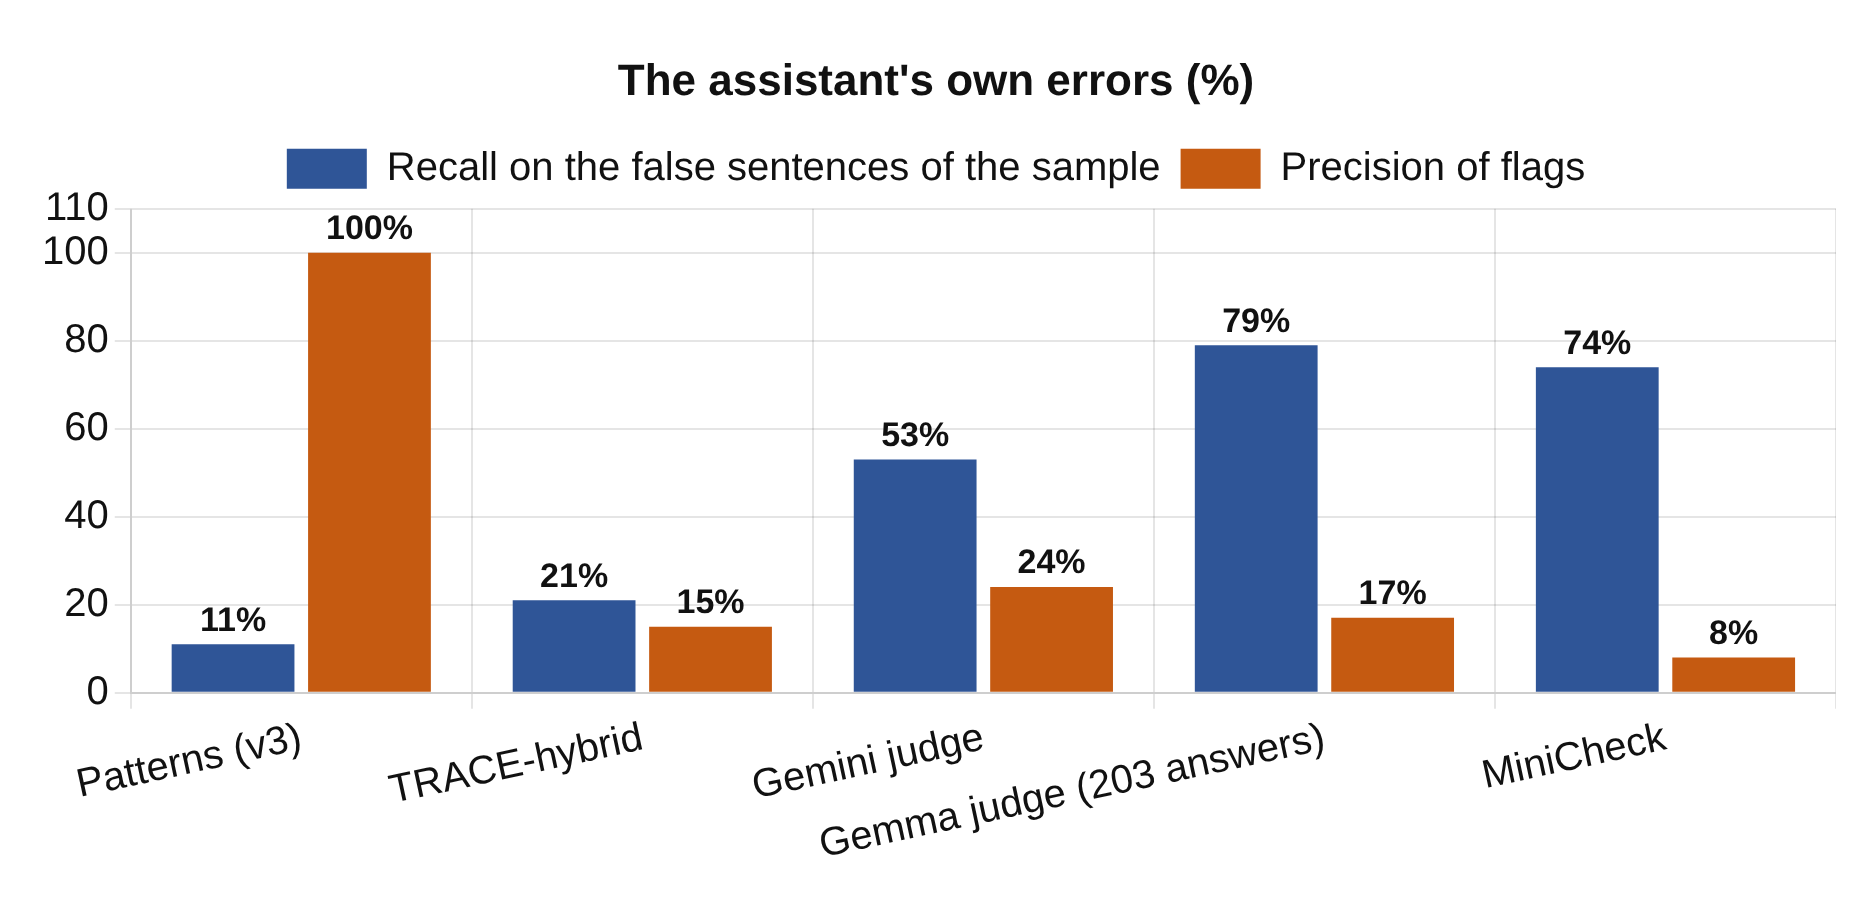 The assistant's own errors (%)
Recall on the false sentences of the sample Precision of flags
110
100
80
60
40
20
0
11% 100% 21% 15% 53% 24% 79% 17% 74% 8%
Patterns (v3) TRACE-hybrid Gemini judge Gemma judge (203 answers) MiniCheck